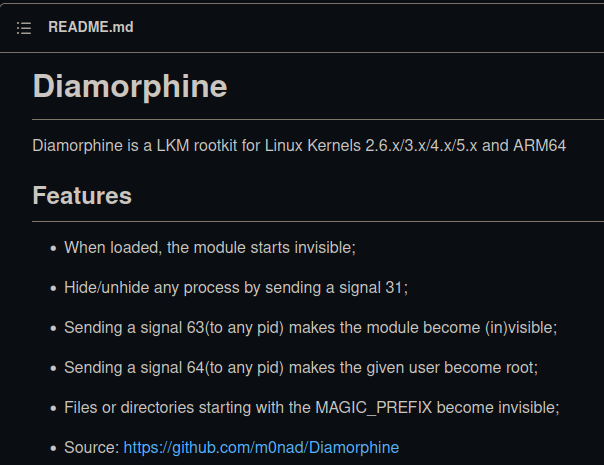 README.md
Diamorphine
Diamorphine is a LKM rootkit for Linux Kernels 2.6.x/3.x/4.x/5.x and ARM64
Features
• When loaded, the module starts invisible;
• Hide/unhide any process by sending a signal 31;
• Sending a signal 63(to any pid) makes the module become (in)visible;
• Sending a signal 64(to any pid) makes the given user become root;
• Files or directories starting with the MAGIC_PREFIX become invisible;
• Source: https://github.com/m0nad/Diamorphine